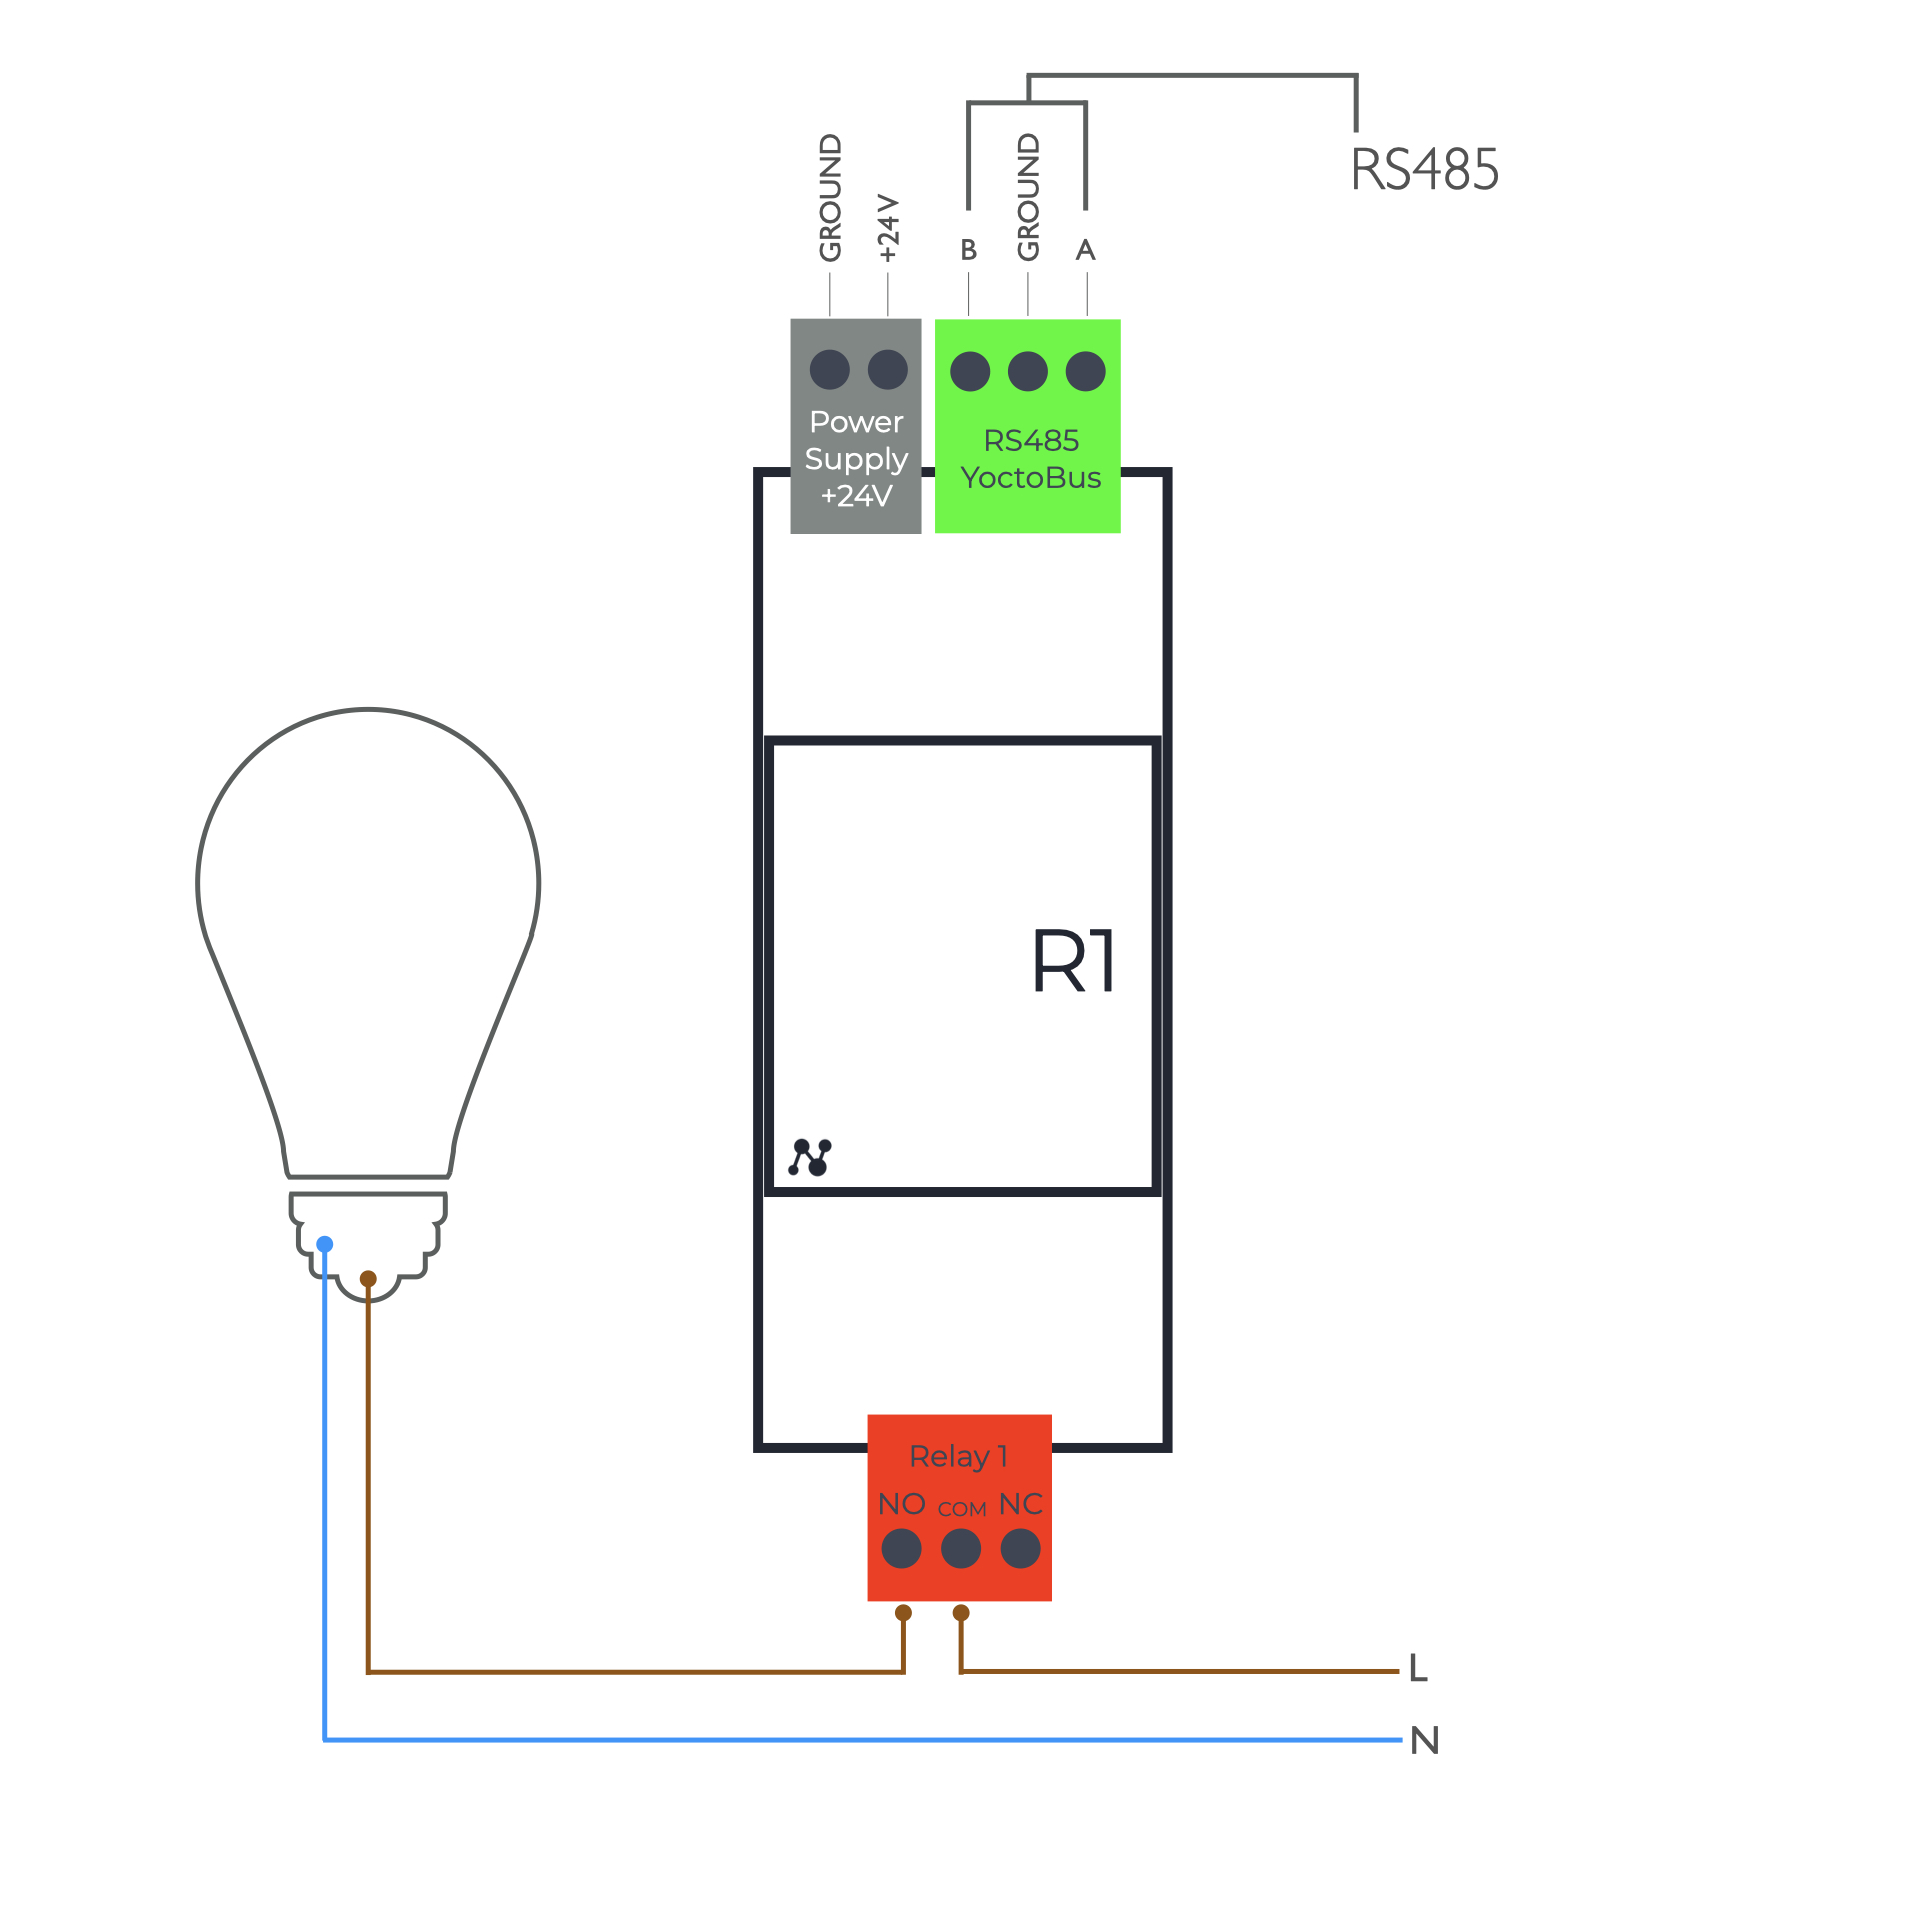 RS485
GROUND
+24V
B
GROUND
A
Power
Supply
+24V
RS485
YoctoBus
R1
Relay 1
NO COM NC
L
N